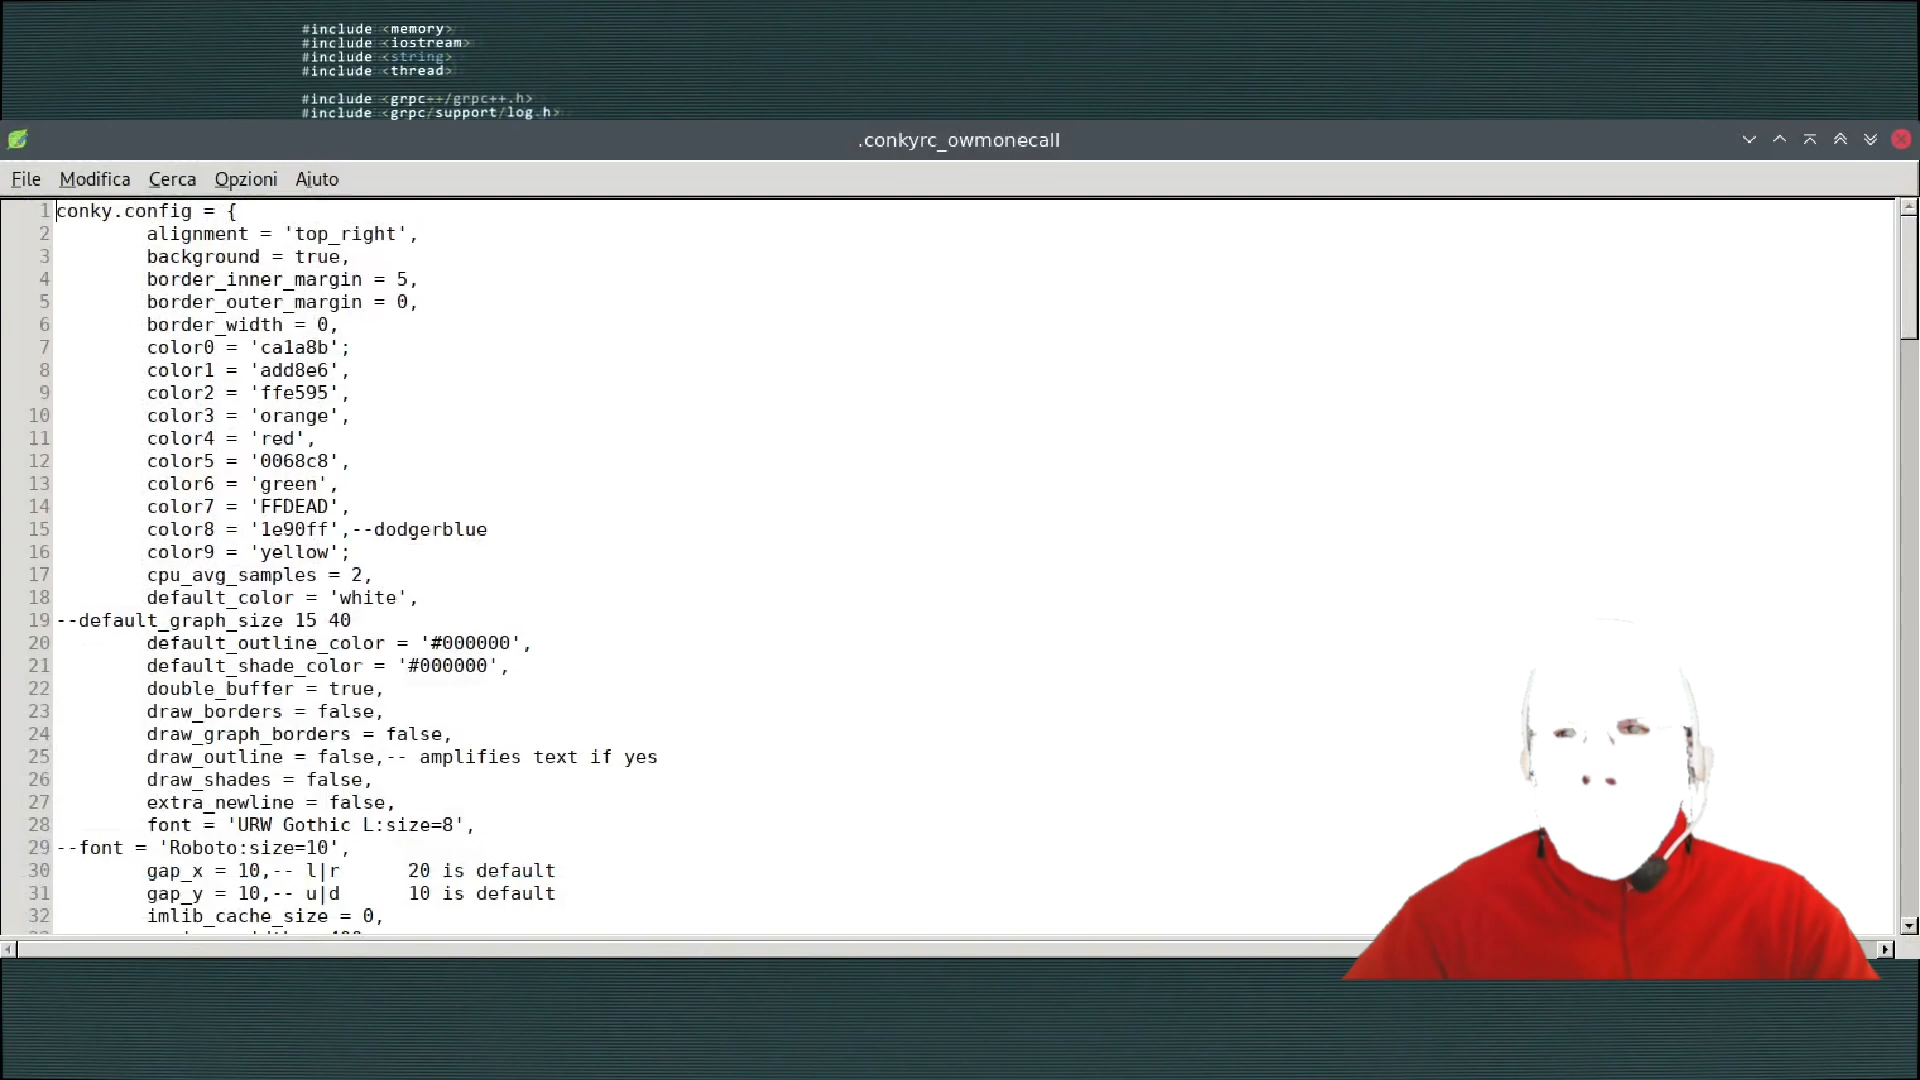 #include <memory>
#include <iostream>
#include <string>
#include <thread>
#include <grpc++/grpc++.h>
#include <grpc/support/log.h>
.conkyrc_owmonecall
File Modifica Cerca Opzioni Aiuto
1 conky.config = {
2 alignment = 'top_right',
3 background = true,
4 border_inner_margin = 5,
5 border_outer_margin = 0,
6 border_width = 0,
7 color0 = 'ca1a8b';
8 color1 = 'add8e6',
9 color2 = 'ffe595',
10 color3 = 'orange',
11 color4 = 'red',
12 color5 = '0068c8',
13 color6 = 'green',
14 color7 = 'FFDEAD',
15 color8 = '1e90ff',--dodgerblue
16 color9 = 'yellow';
17 cpu_avg_samples = 2,
18 default_color = 'white',
19 --default_graph_size 15 40
20 default_outline_color = '#000000',
21 default_shade_color = '#000000',
22 double_buffer = true,
23 draw_borders = false,
24 draw_graph_borders = false,
25 draw_outline = false,-- amplifies text if yes
26 draw_shades = false,
27 extra_newline = false,
28 font = 'URW Gothic L:size=8',
29 --font = 'Roboto:size=10',
30 gap_x = 10,-- l|r 20 is default
31 gap_y = 10,-- u|d 10 is default
32 imlib_cache_size = 0,